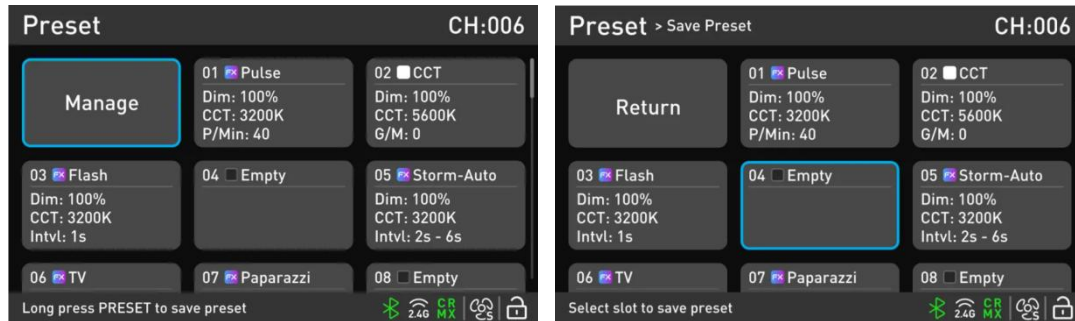 Preset
CH:006
Manage
01 FX Pulse
Dim: 100%
CCT: 3200K
P/Min: 40
02 CCT
Dim: 100%
CCT: 5600K
G/M: 0
03 FX Flash
Dim: 100%
CCT: 3200K
Intvl: 1s
04 Empty
05 FX Storm-Auto
Dim: 100%
CCT: 3200K
Intvl: 2s - 6s
06 FX TV
07 FX Paparazzi
08 Empty
Long press PRESET to save preset
2.4G
CR
MX
S
Preset > Save Preset
CH:006
Return
01 FX Pulse
Dim: 100%
CCT: 3200K
P/Min: 40
02 CCT
Dim: 100%
CCT: 5600K
G/M: 0
03 FX Flash
Dim: 100%
CCT: 3200K
Intvl: 1s
04 Empty
05 FX Storm-Auto
Dim: 100%
CCT: 3200K
Intvl: 2s - 6s
06 FX TV
07 FX Paparazzi
08 Empty
Select slot to save preset
2.4G
CR
MX
S